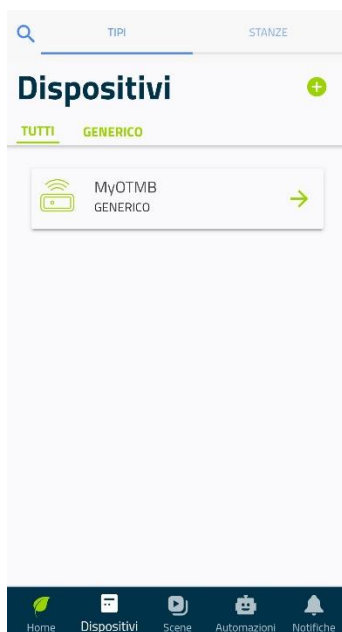 TIPI
STANZE
Dispositivi
TUTTI
GENERICO
MyOTMB
GENERICO
Home
Dispositivi
Scene
Automazioni
Notifiche